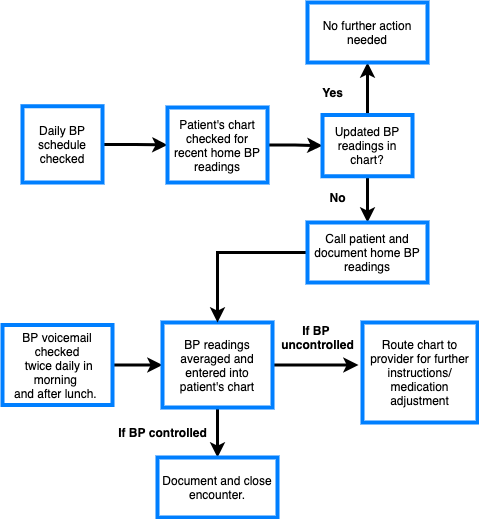 No further action
needed
Yes
Daily BP
schedule
checked
Patient's chart
checked for
recent home BP
readings
Updated BP
readings in
chart?
No
Call patient and
document home BP
readings
BP voicemail
checked
twice daily in
morning
and after lunch.
BP readings
averaged and
entered into
patient's chart
If BP
uncontrolled
Route chart to
provider for further
instructions/
medication
adjustment
If BP controlled
Document and close
encounter.